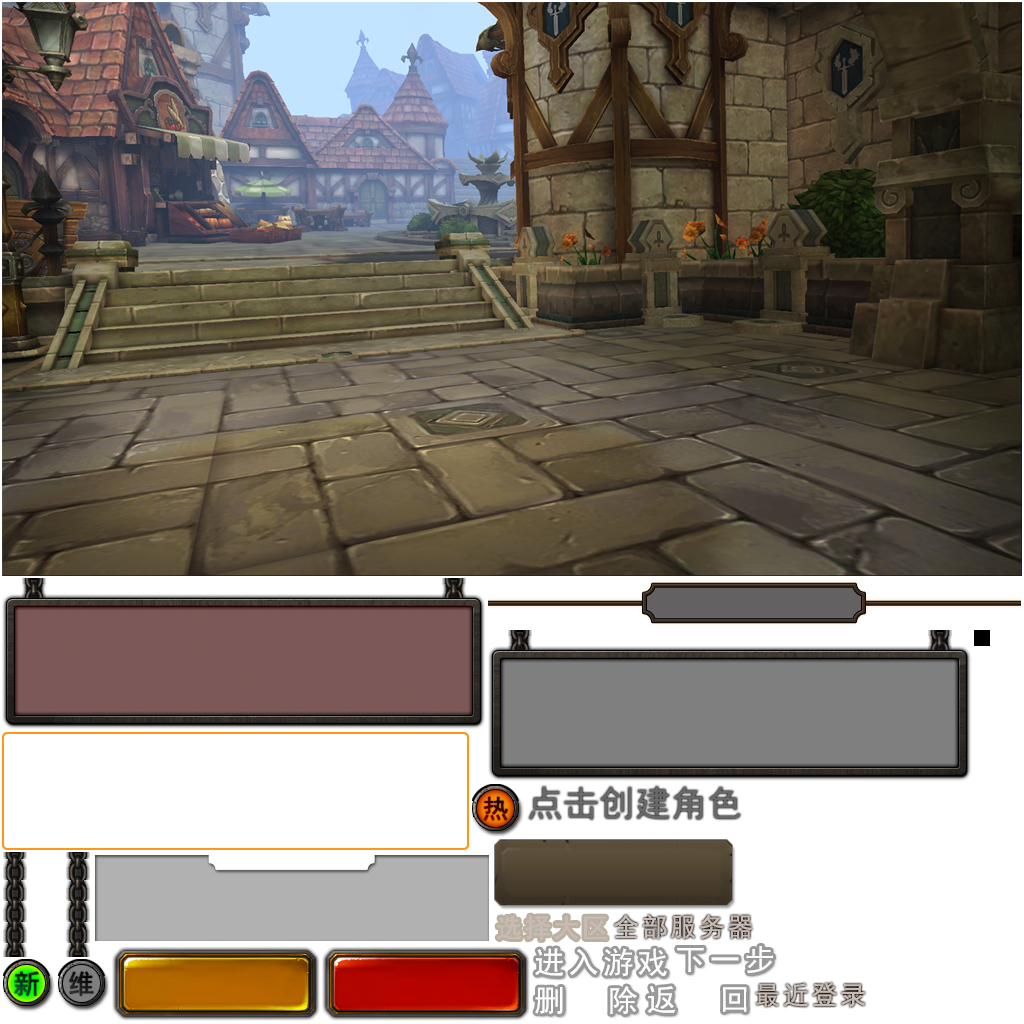 热
点击创建角色
选择大区
全部服务器
新
维
进入游戏
下一步
删 除
返 回
最近登录